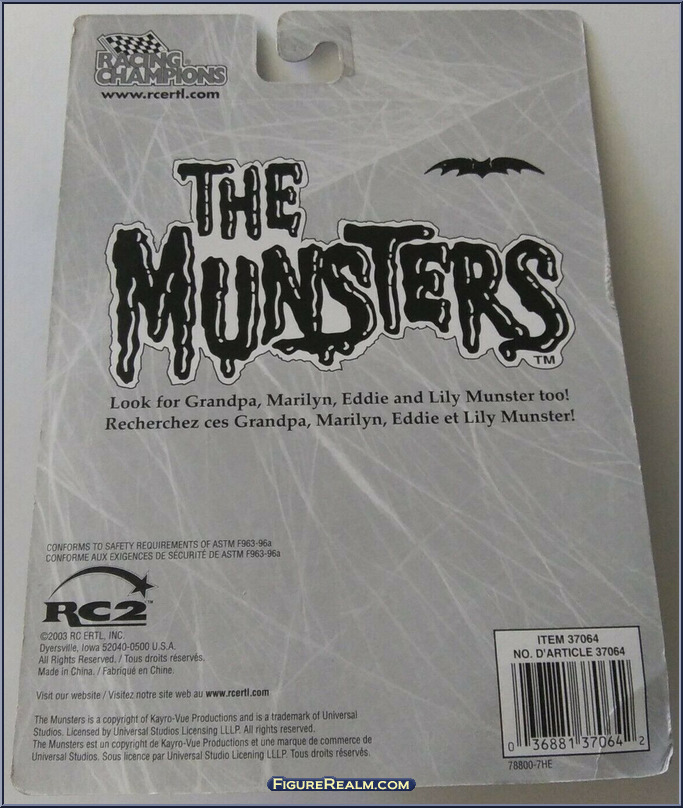 RACING
CHAMPIONS
www.rcertl.com
THE
MUNSTERS
TM
Look for Grandpa, Marilyn, Eddie and Lily Munster too!
Recherchez ces Grandpa, Marilyn, Eddie et Lily Munster!
CONFORMS TO SAFETY REQUIREMENTS OF ASTM F963-96a
CONFORME AUX EXIGENCES DE SÉCURITÉ DE ASTM F963-96a
RC2™
©2003 RC ERTL, INC.
Dyersville, Iowa 52040-0500 U.S.A.
All Rights Reserved. / Tous droits réservés.
Made in China. / Fabriqué en Chine.
Visit our website / Visitez notre site web au www.rcertl.com
The Munsters is a copyright of Kayro-Vue Productions and is a trademark of Universal
Studios. Licensed by Universal Studios Licensing LLLP. All rights reserved.
The Munsters est un copyright de Kayro-Vue Productions et une marque de commerce de
Universal Studios. Sous licence par Universal Studio Licening LLLP. Tous droits réservés.
ITEM 37064
NO. D'ARTICLE 37064
0 36881 37064 2
78800-7HE
FIGUREREALM.COM